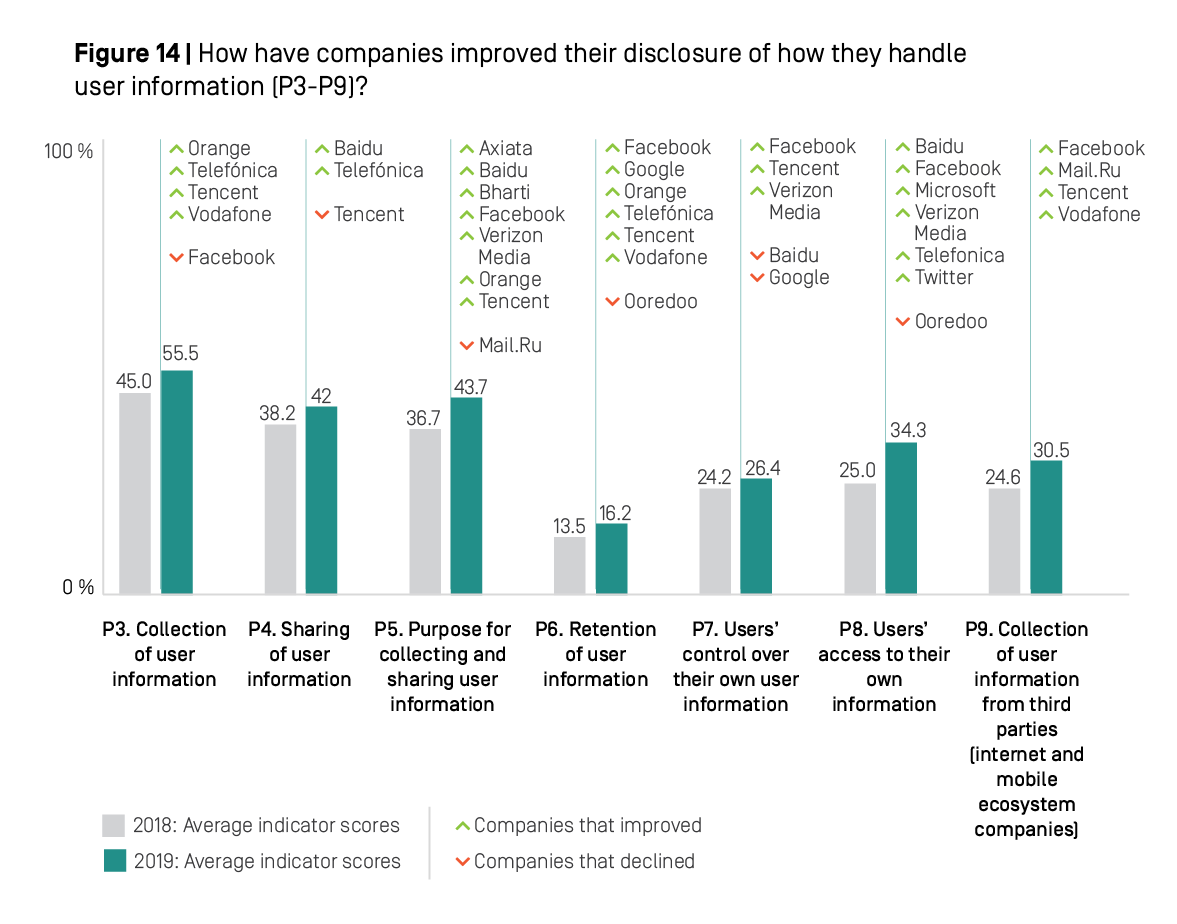 Figure 14 | How have companies improved their disclosure of how they handle
user information (P3-P9)?
100 %
0 %
Orange
Telefónica
Tencent
Vodafone
Facebook
45.0
55.5
Baidu
Telefónica
Tencent
38.2
42
Axiata
Baidu
Bharti
Facebook
Verizon
Media
Orange
Tencent
Mail.Ru
36.7
43.7
Facebook
Google
Orange
Telefónica
Tencent
Vodafone
Ooredoo
13.5
16.2
Facebook
Tencent
Verizon
Media
Baidu
Google
24.2
26.4
Baidu
Facebook
Microsoft
Verizon
Media
Telefonica
Twitter
Ooredoo
25.0
34.3
Facebook
Mail.Ru
Tencent
Vodafone
24.6
30.5
P3. Collection
of user
information
P4. Sharing
of user
information
P5. Purpose for
collecting and
sharing user
information
P6. Retention
of user
information
P7. Users’
control over
their own user
information
P8. Users’
access to their
own
information
P9. Collection
of user
information
from third
parties
(internet and
mobile
ecosystem
companies)
2018: Average indicator scores
2019: Average indicator scores
Companies that improved
Companies that declined